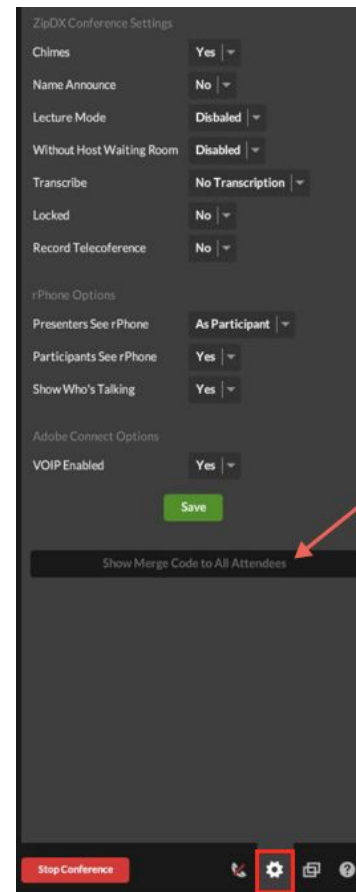 ZipDX Conference Settings
Chimes Yes
Name Announce No
Lecture Mode Disbaled
Without Host Waiting Room Disabled
Transcribe No Transcription
Locked No
Record Telecoference No
rPhone Options
Presenters See rPhone As Participant
Participants See rPhone Yes
Show Who's Talking Yes
Adobe Connect Options
VOIP Enabled Yes
Save
Show Merge Code to All Attendees
Stop Conference ?